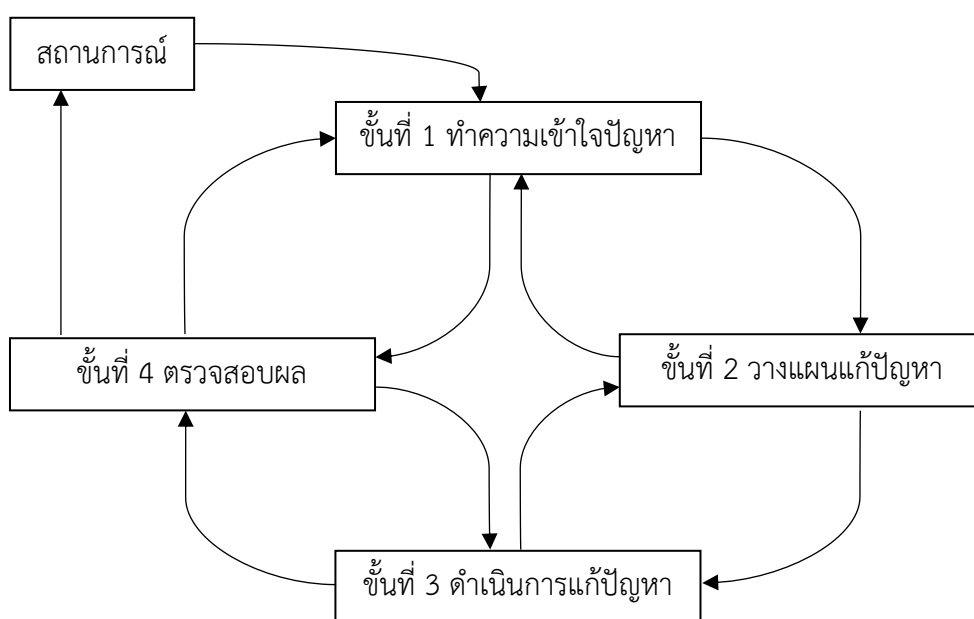 สถานการณ์
ขั้นที่ 1 ทำความเข้าใจปัญหา
ขั้นที่ 4 ตรวจสอบผล
ขั้นที่ 2 วางแผนแก้ปัญหา
ขั้นที่ 3 ดำเนินการแก้ปัญหา